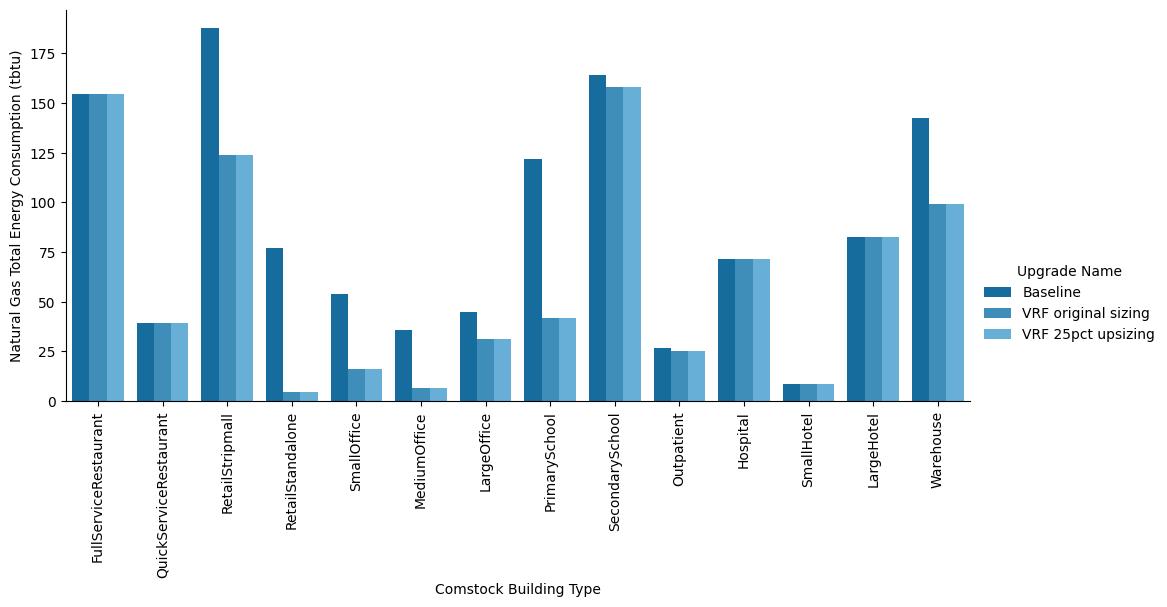 Natural Gas Total Energy Consumption (tbtu)
175
150
125
100
75
50
25
0
FullServiceRestaurant
QuickServiceRestaurant
RetailStripmall
RetailStandalone
SmallOffice
MediumOffice
LargeOffice
PrimarySchool
SecondarySchool
Outpatient
Hospital
SmallHotel
LargeHotel
Warehouse
Comstock Building Type
Upgrade Name
Baseline
VRF original sizing
VRF 25pct upsizing